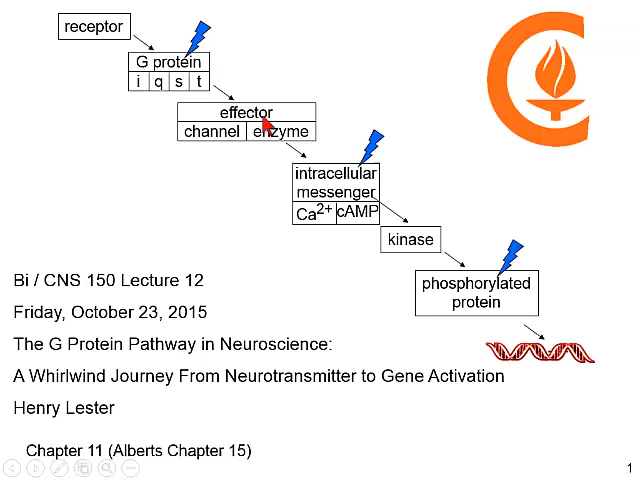 receptor
G protein
i q s t
effector
channel enzyme
intracellular
messenger
Ca2+ cAMP
kinase
phosphorylated
protein
Bi / CNS 150 Lecture 12
Friday, October 23, 2015
The G Protein Pathway in Neuroscience:
A Whirlwind Journey From Neurotransmitter to Gene Activation
Henry Lester
Chapter 11 (Alberts Chapter 15)
1